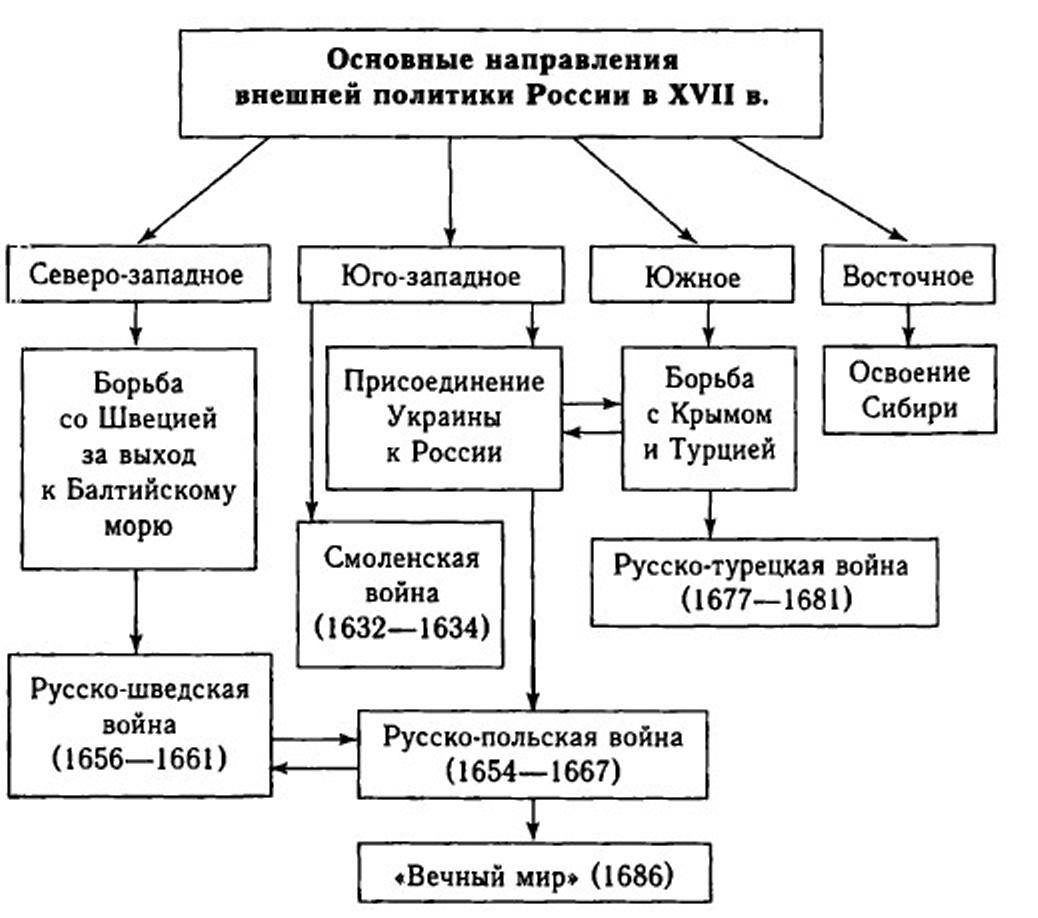 Основные направления
внешней политики России в XVII в.
Северо-западное
Юго-западное
Южное
Восточное
Борьба
со Швецией
за выход
к Балтийскому
морю
Присоединение
Украины
к России
Борьба
с Крымом
и Турцией
Освоение
Сибири
Смоленская
война
(1632—1634)
Русско-турецкая война
(1677—1681)
Русско-шведская
война
(1656—1661)
Русско-польская война
(1654—1667)
«Вечный мир» (1686)